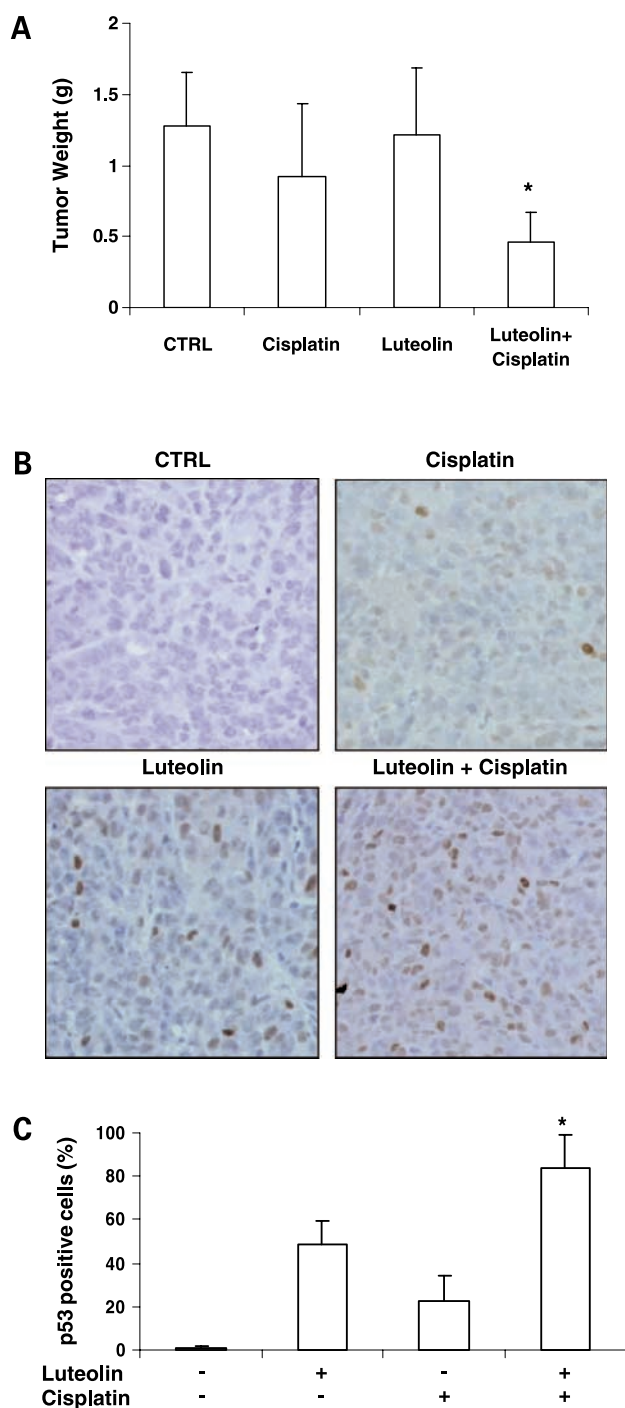 A
Tumor Weight (g)
2
1.5
1
0.5
0
*
CTRL
Cisplatin
Luteolin
Luteolin+
Cisplatin
B
CTRL
Cisplatin
Luteolin
Luteolin + Cisplatin
C
p53 positive cells (%)
100
80
60
40
20
0
*
Luteolin - + - +
Cisplatin - - + +